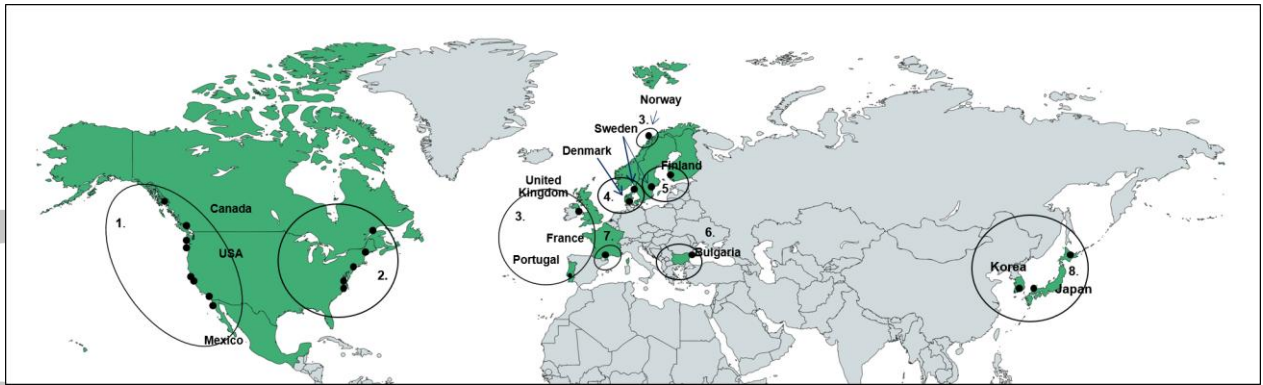 Norway
3.
Sweden
Denmark
Finland
United
Kingdom
4.
5.
1.
Canada
3.
France
7.
6.
USA
Portugal
Bulgaria
2.
Korea
8.
Japan
Mexico